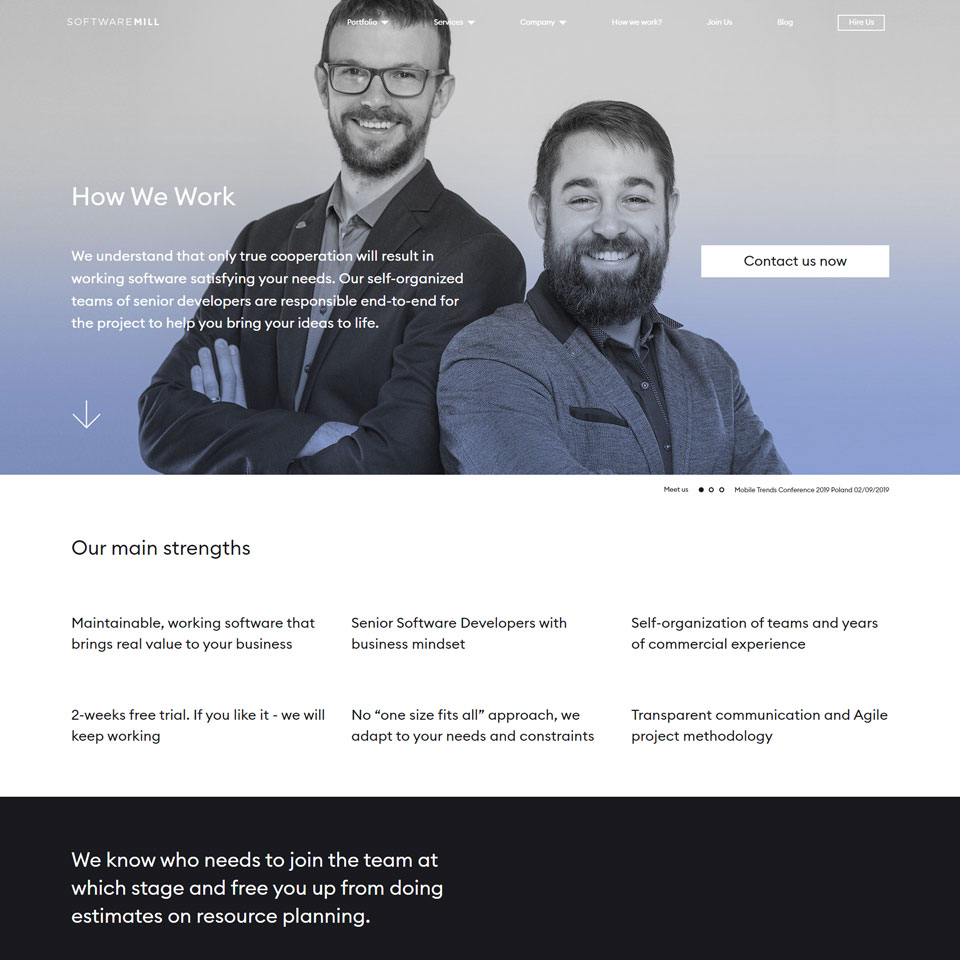 SOFTWAREMILL
Portfolio
Services
Company
How we work?
Join Us
Blog
Hire Us
How We Work
We understand that only true cooperation will result in
working software satisfying your needs. Our self-organized
teams of senior developers are responsible end-to-end for
the project to help you bring your ideas to life.
Contact us now
Meet us
Mobile Trends Conference 2019 Poland 02/09/2019
Our main strengths
Maintainable, working software that
brings real value to your business
Senior Software Developers with
business mindset
Self-organization of teams and years
of commercial experience
2-weeks free trial. If you like it - we will
keep working
No “one size fits all” approach, we
adapt to your needs and constraints
Transparent communication and Agile
project methodology
We know who needs to join the team at
which stage and free you up from doing
estimates on resource planning.